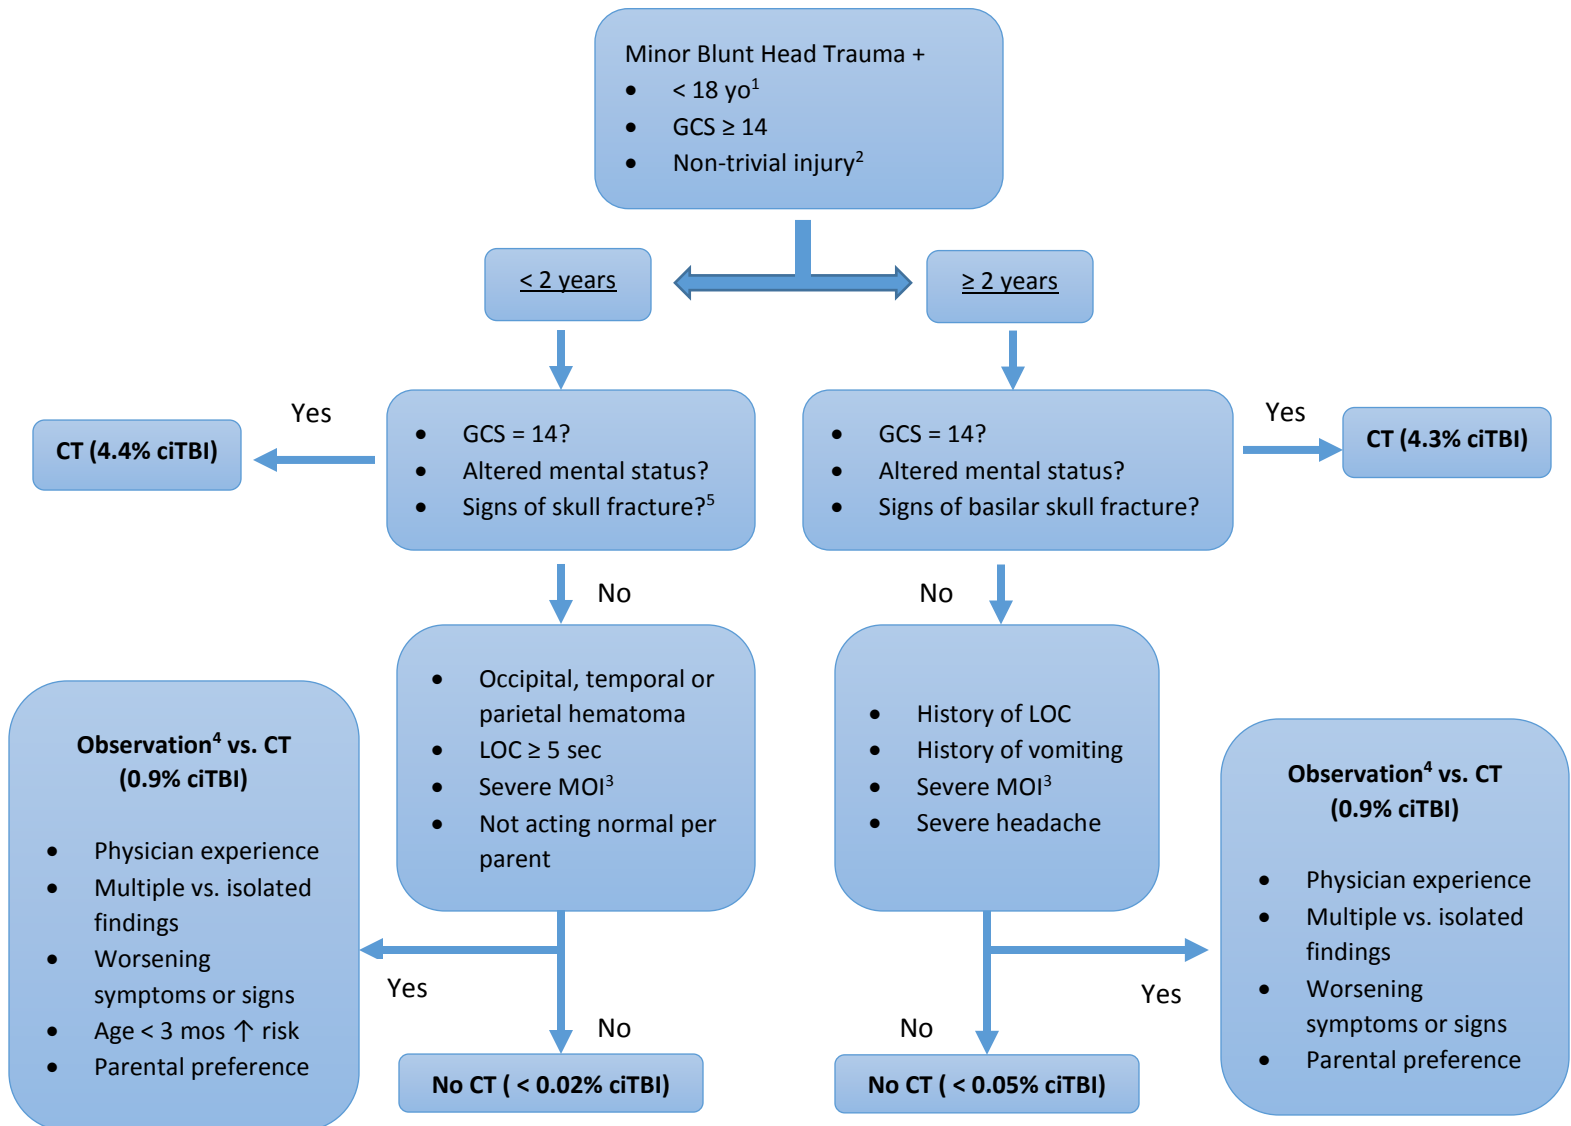 Minor Blunt Head Trauma +
• < 18 yo¹
• GCS ≥ 14
• Non-trivial injury²
< 2 years
≥ 2 years
Yes
CT (4.4% ciTBI)
• GCS = 14?
• Altered mental status?
• Signs of skull fracture?⁵
• GCS = 14?
• Altered mental status?
• Signs of basilar skull fracture?
Yes
CT (4.3% ciTBI)
No
No
• Occipital, temporal or
parietal hematoma
• LOC ≥ 5 sec
• Severe MOI³
• Not acting normal per
parent
• History of LOC
• History of vomiting
• Severe MOI³
• Severe headache
Observation⁴ vs. CT
(0.9% ciTBI)
• Physician experience
• Multiple vs. isolated
findings
• Worsening
symptoms or signs
• Age < 3 mos ↑ risk
• Parental preference
Yes
No
No CT ( < 0.02% ciTBI)
No
Yes
No CT ( < 0.05% ciTBI)
Observation⁴ vs. CT
(0.9% ciTBI)
• Physician experience
• Multiple vs. isolated
findings
• Worsening
symptoms or signs
• Parental preference